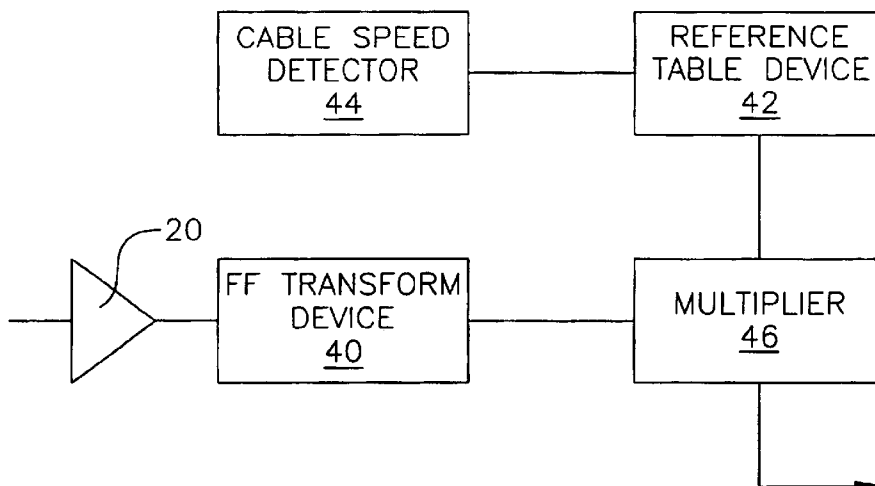 CABLE SPEED
DETECTOR
44
REFERENCE
TABLE DEVICE
42
20
FF TRANSFORM
DEVICE
40
MULTIPLIER
46